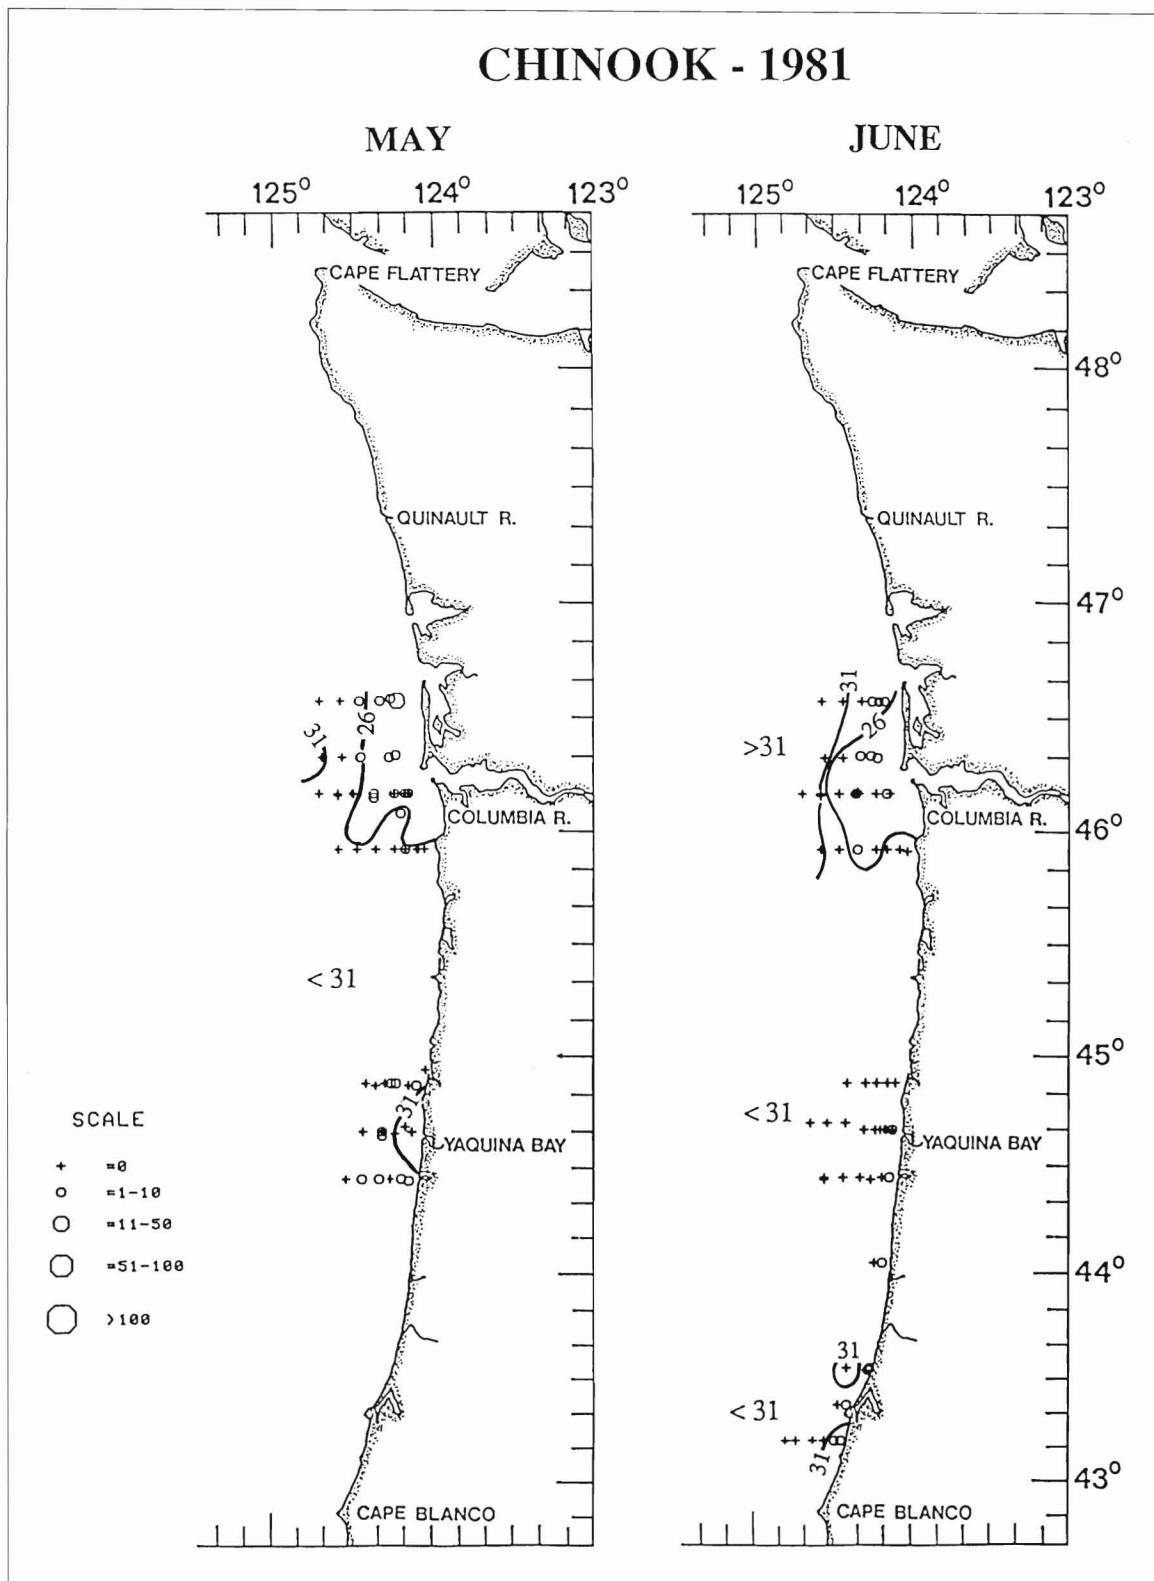 CHINOOK - 1981
MAY
125° 124° 123°
CAPE FLATTERY
QUINAULT R.
26
31
COLUMBIA R.
< 31
31
YAQUINA BAY
CAPE BLANCO
JUNE
125° 124° 123°
CAPE FLATTERY
48°
QUINAULT R.
47°
31
26
>31
COLUMBIA R.
46°
45°
< 31
YAQUINA BAY
44°
31
< 31
31
43°
CAPE BLANCO
SCALE
+ =0
=1-10
=11-50
=51-100
>100